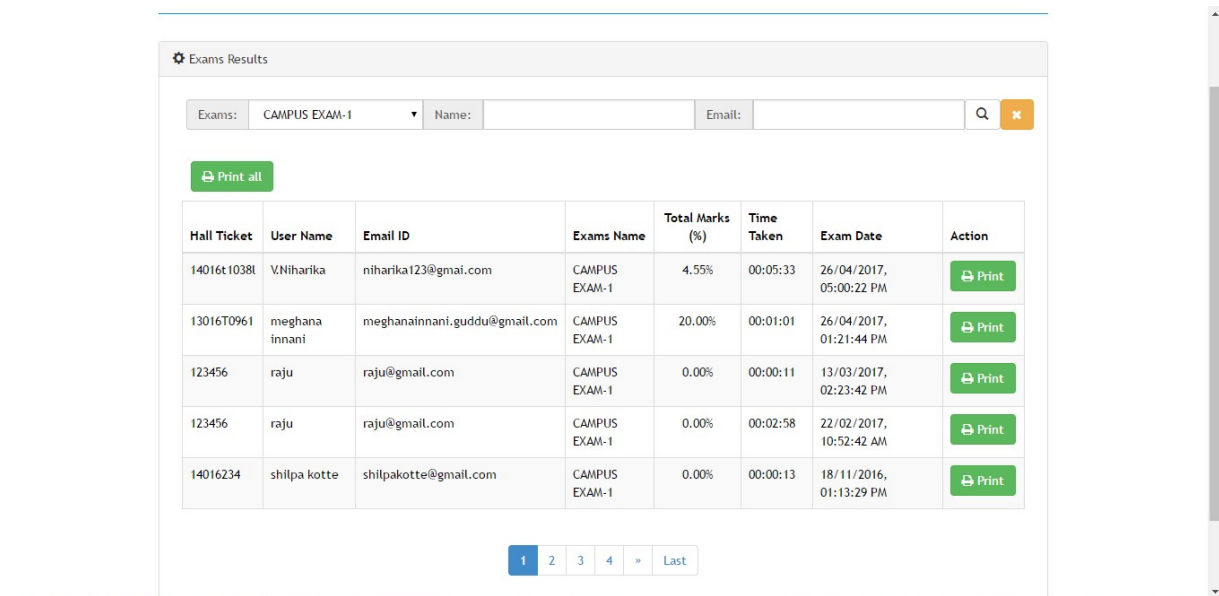 Exams Results
Exams: CAMPUS EXAM-1 Name: Email:
Print all
Hall Ticket User Name Email ID Exams Name Total Marks (%) Time Taken Exam Date Action
14016t1038l V.Niharika niharika123@gmai.com CAMPUS EXAM-1 4.55% 00:05:33 26/04/2017, 05:00:22 PM Print
13016T0961 meghana innani meghanainnani.guddu@gmail.com CAMPUS EXAM-1 20.00% 00:01:01 26/04/2017, 01:21:44 PM Print
123456 raju raju@gmail.com CAMPUS EXAM-1 0.00% 00:00:11 13/03/2017, 02:23:42 PM Print
123456 raju raju@gmail.com CAMPUS EXAM-1 0.00% 00:02:58 22/02/2017, 10:52:42 AM Print
14016234 shilpa kotte shilpakotte@gmail.com CAMPUS EXAM-1 0.00% 00:00:13 18/11/2016, 01:13:29 PM Print
1 2 3 4 » Last